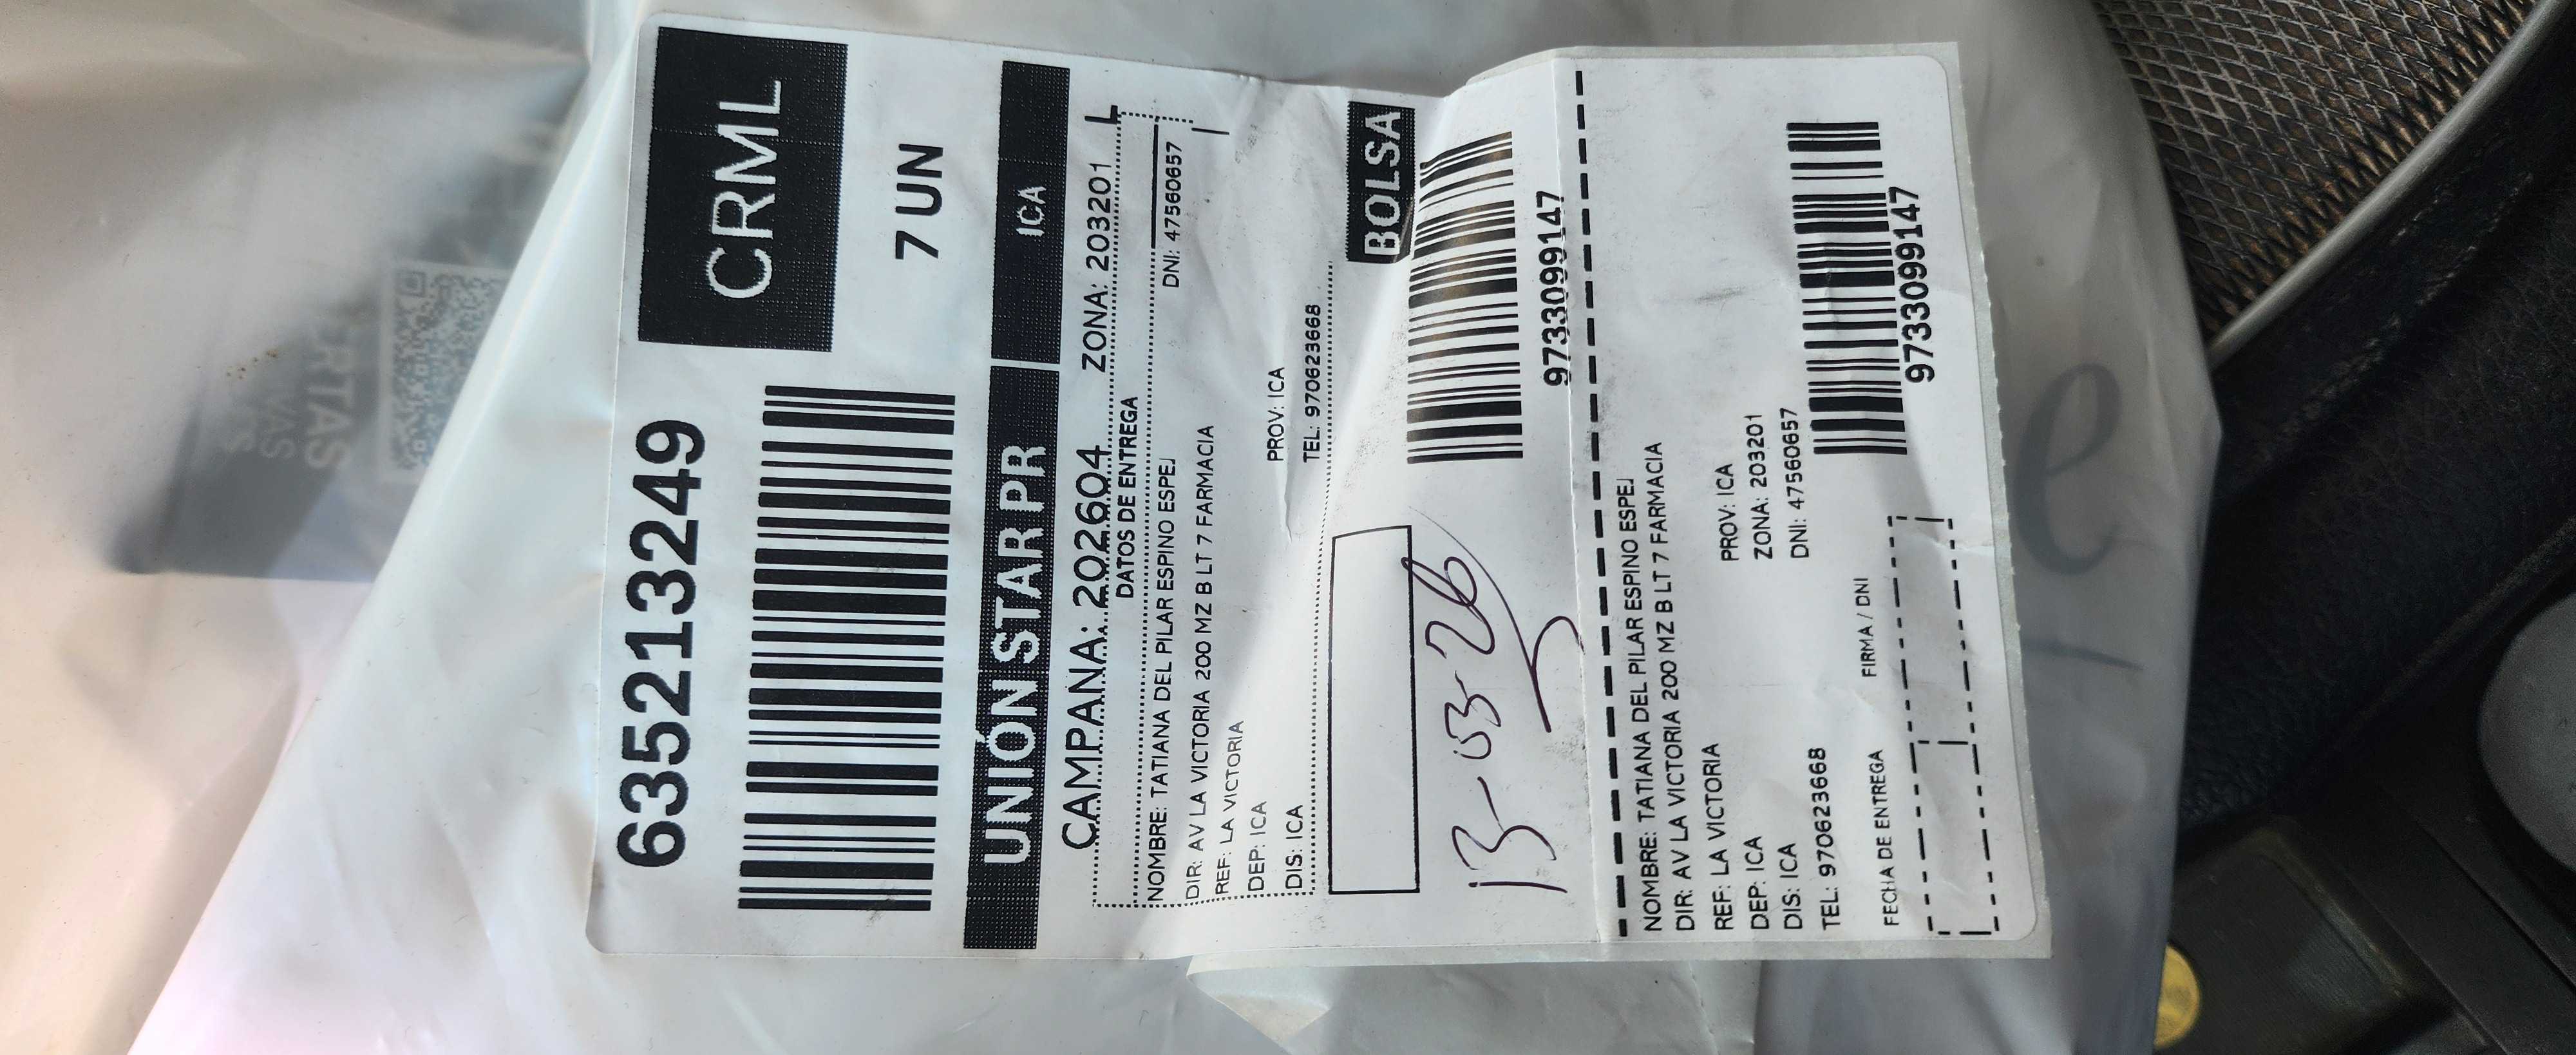 6352213249
CRML
7 UN
UNIÓN STAR PR
ICA
CAMPANA: 202604 ZONA: 203201
DATOS DE ENTREGA
NOMBRE: TATIANA DEL PILAR ESPINO ESPEJ
DNI: 47560657
DIR: AV LA VICTORIA 200 MZ B LT 7 FARMACIA
REF: LA VICTORIA
DEP: ICA PROV: ICA
DIS: ICA TEL: 970623668
BOLSA
13-03-26
9733099147
NOMBRE: TATIANA DEL PILAR ESPINO ESPEJ
DIR: AV LA VICTORIA 200 MZ B LT 7 FARMACIA
REF: LA VICTORIA PROV: ICA
DEP: ICA ZONA: 203201
DIS: ICA DNI: 47560657
TEL: 970623668
FECHA DE ENTREGA FIRMA / DNI
9733099147